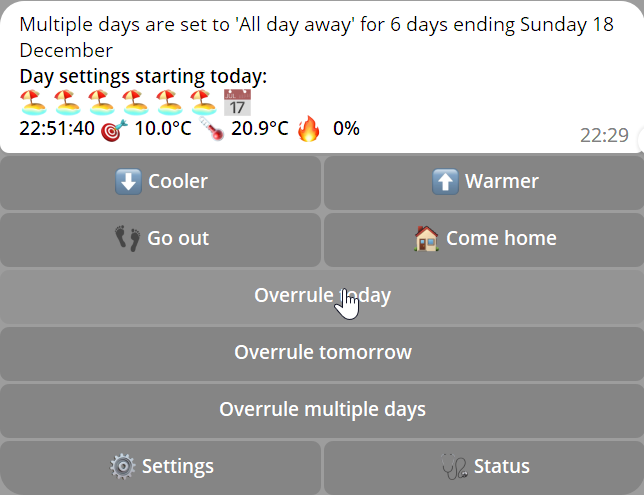 Multiple days are set to 'All day away' for 6 days ending Sunday 18
December
Day settings starting today:
17
22:51:40 10.0°C 20.9°C 0%
22:29
Cooler
Warmer
Go out
Come home
Overrule today
Overrule tomorrow
Overrule multiple days
Settings
Status